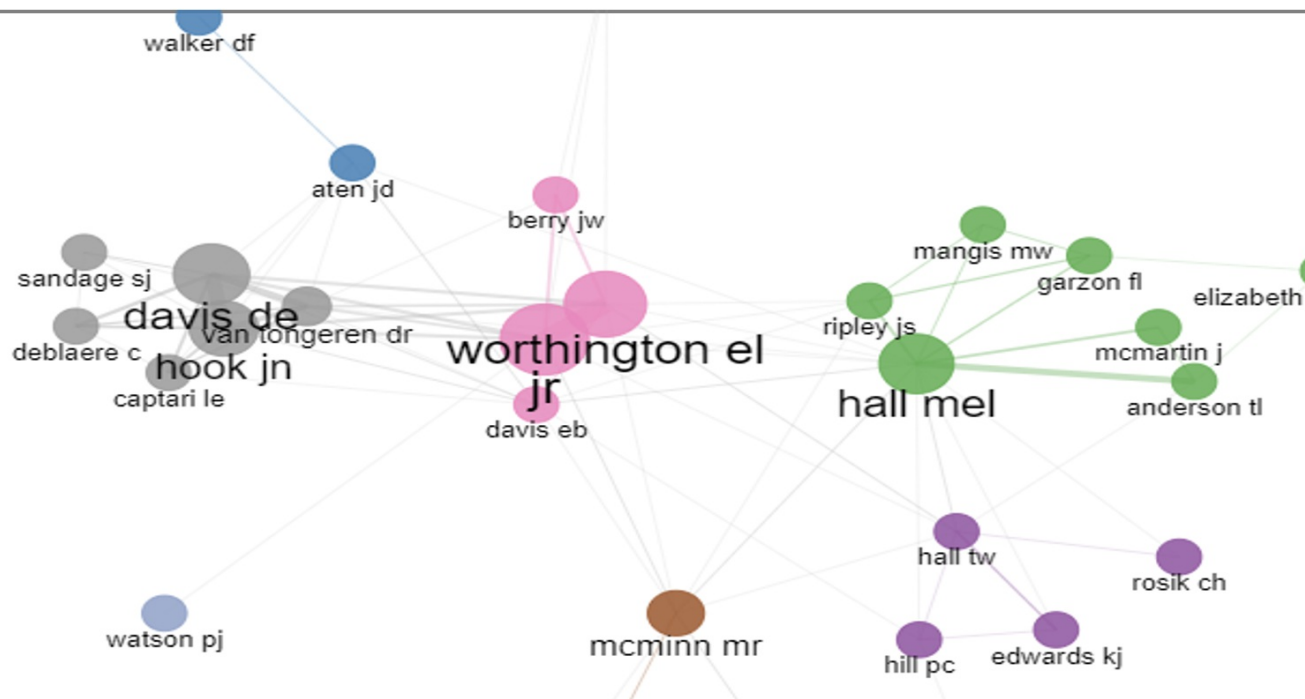 walker df
aten jd
berry jw
mangis mw
sandage sj
garzon fl
elizabeth
davis de
ripley js
van tongeren dr
deblaere c
worthington el
jr
mcmartin j
hook jn
captari le
hall mel
anderson tl
davis eb
hall tw
rosik ch
watson pj
mcminn mr
hill pc
edwards kj